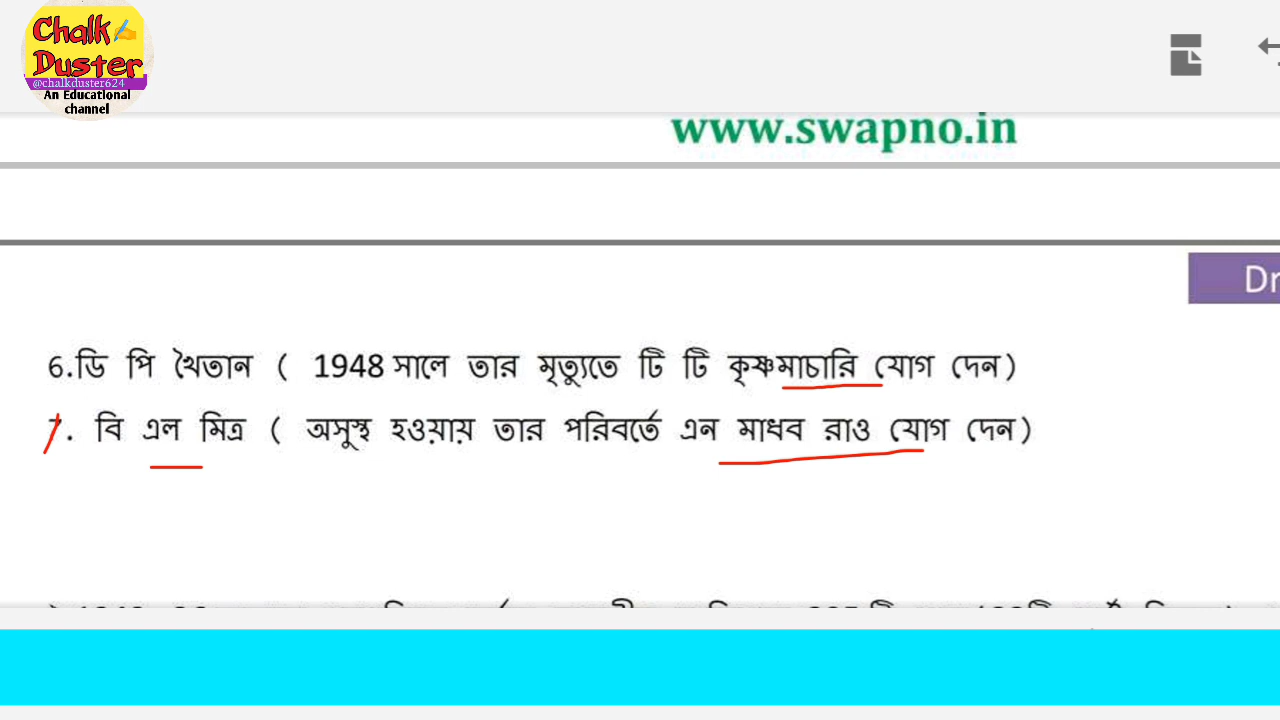 Chalk
Duster
@chalkduster624
An Educational
channel
www.swapno.in
Dr
6.ডি পি খৈতান ( 1948 সালে তার মৃত্যুতে টি টি কৃষ্ণমাচারি যোগ দেন)
7. বি এল মিত্র ( অসুস্থ হওয়ায় তার পরিবর্তে এন মাধব রাও যোগ দেন)